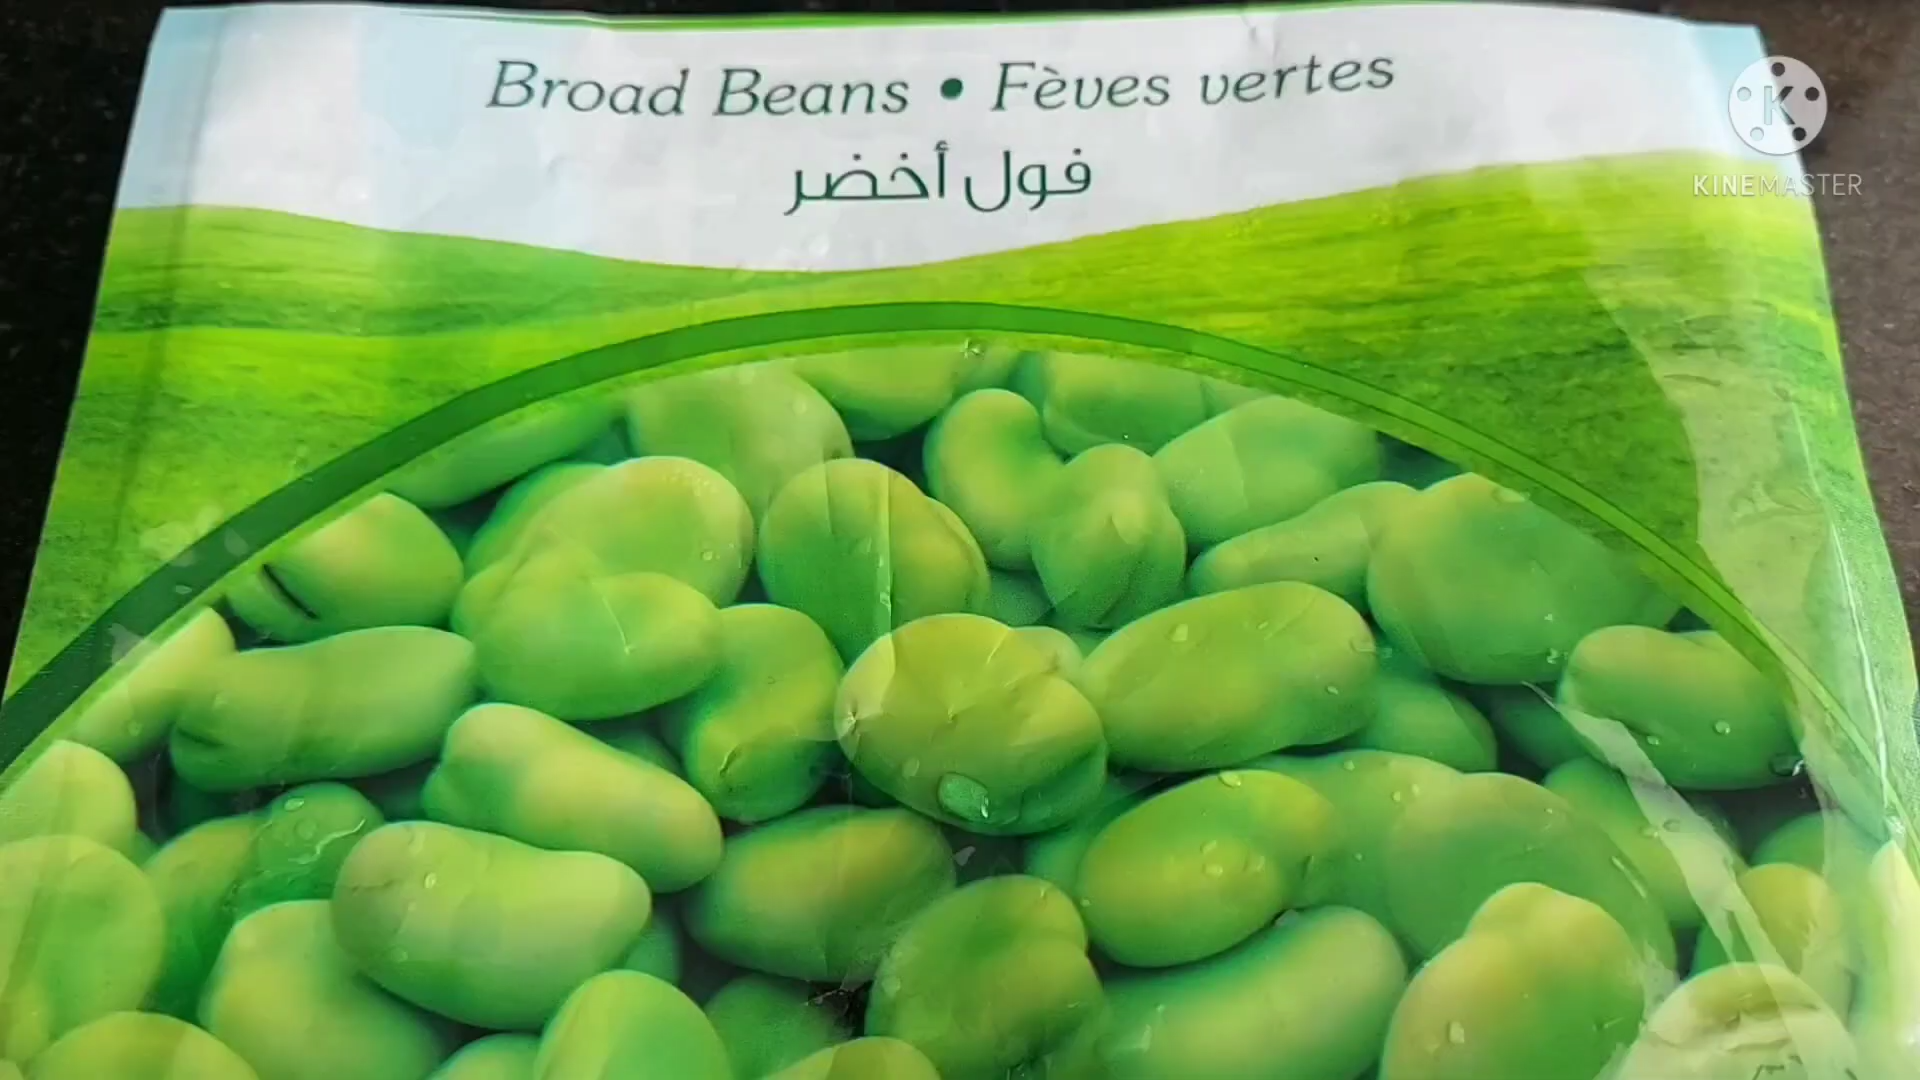 Broad Beans • Fèves vertes
فول أخضر
K
KINEMASTER